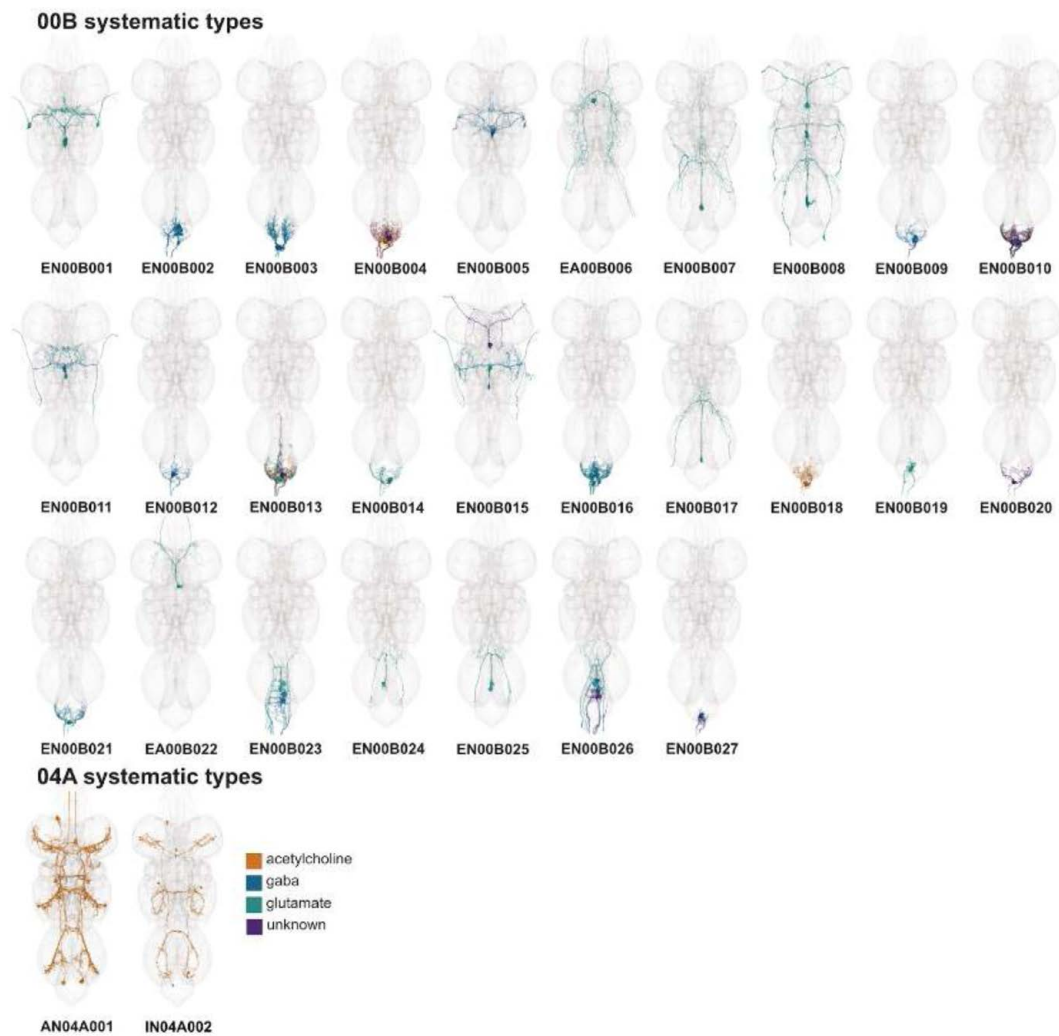 00B systematic types
EN00B001 EN00B002 EN00B003 EN00B004 EN00B005 EA00B006 EN00B007 EN00B008 EN00B009 EN00B010
EN00B011 EN00B012 EN00B013 EN00B014 EN00B015 EN00B016 EN00B017 EN00B018 EN00B019 EN00B020
EN00B021 EA00B022 EN00B023 EN00B024 EN00B025 EN00B026 EN00B027
04A systematic types
acetylcholine
gaba
glutamate
unknown
AN04A001 IN04A002